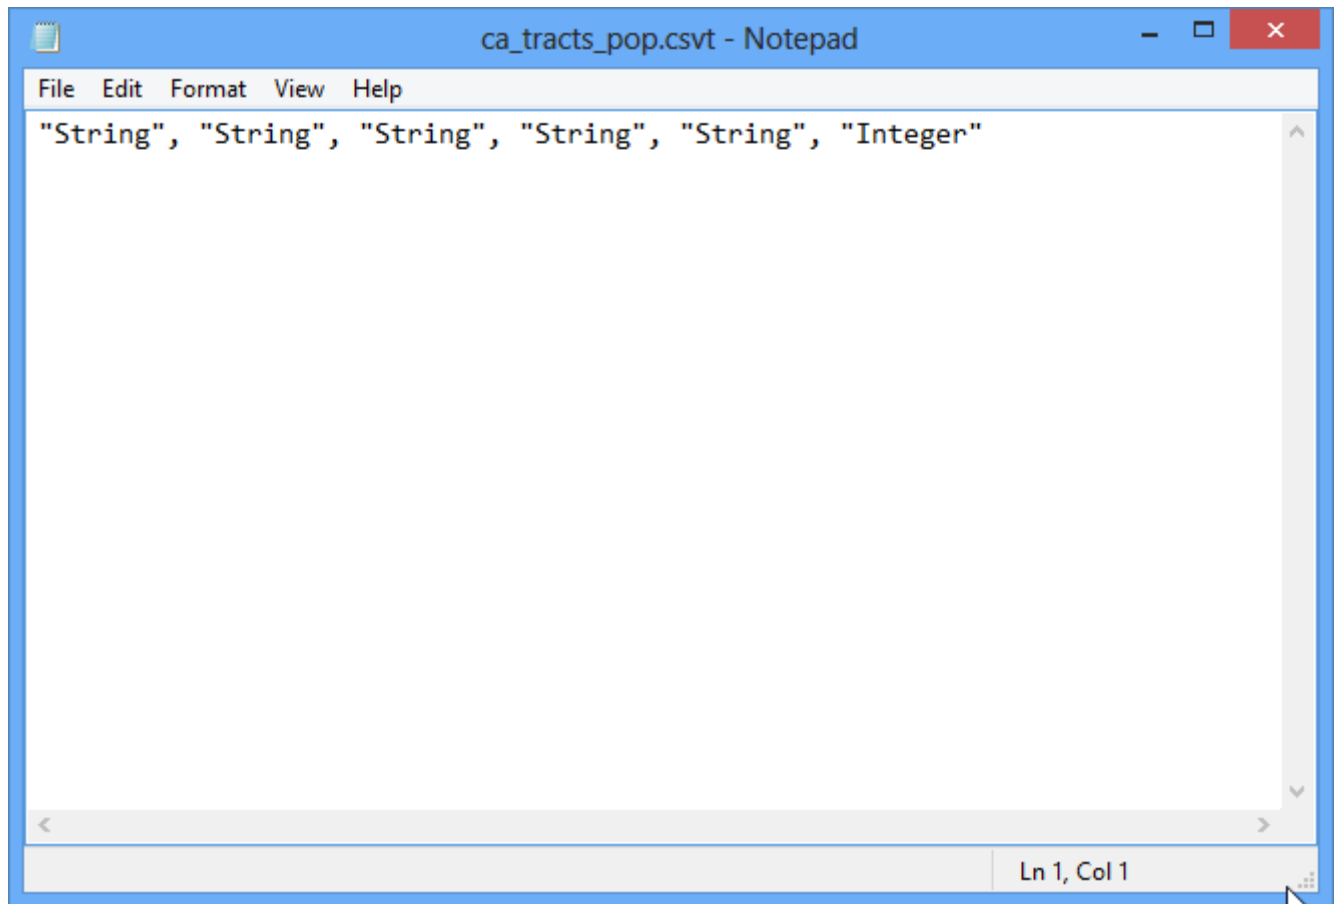 ca_tracts_pop.csvt - Notepad
File Edit Format View Help
"String", "String", "String", "String", "String", "Integer"
Ln 1, Col 1